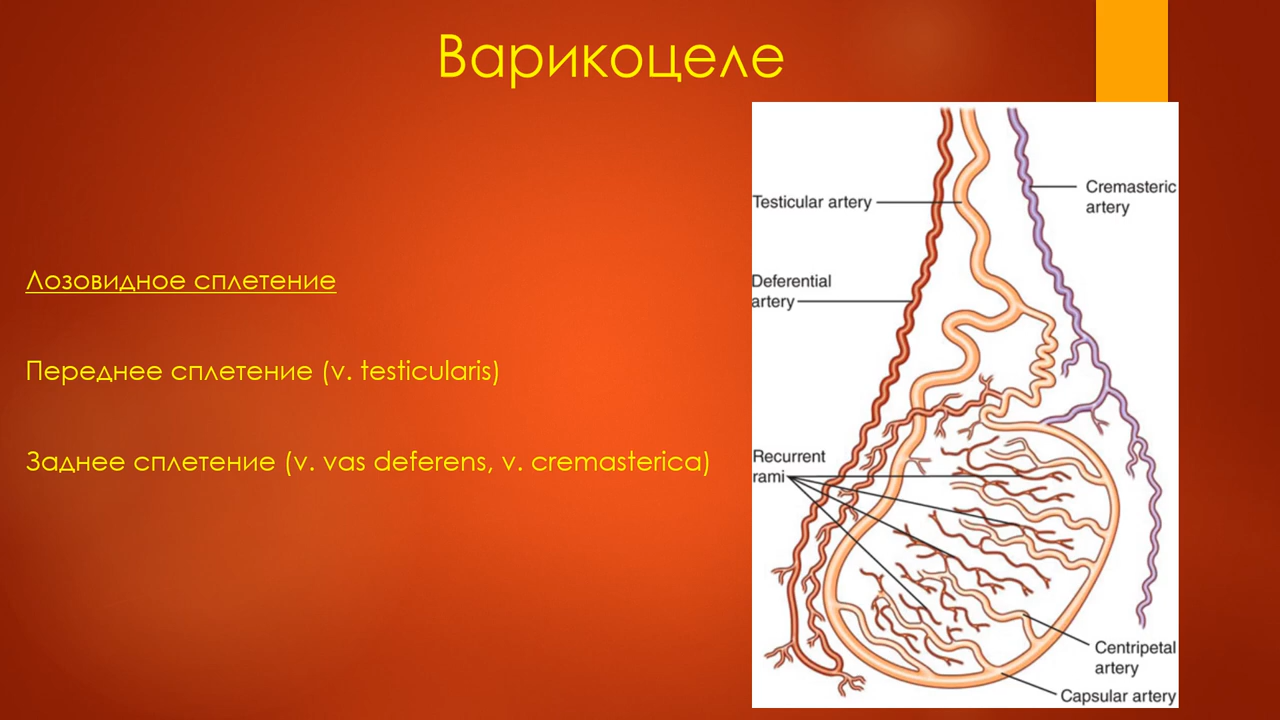 Варикоцеле
Лозовидное сплетение
Переднее сплетение (v. testicularis)
Заднее сплетение (v. vas deferens, v. cremasterica)
Testicular artery
Cremasteric
artery
Deferential
artery
Recurrent
rami
Centripetal
artery
Capsular artery